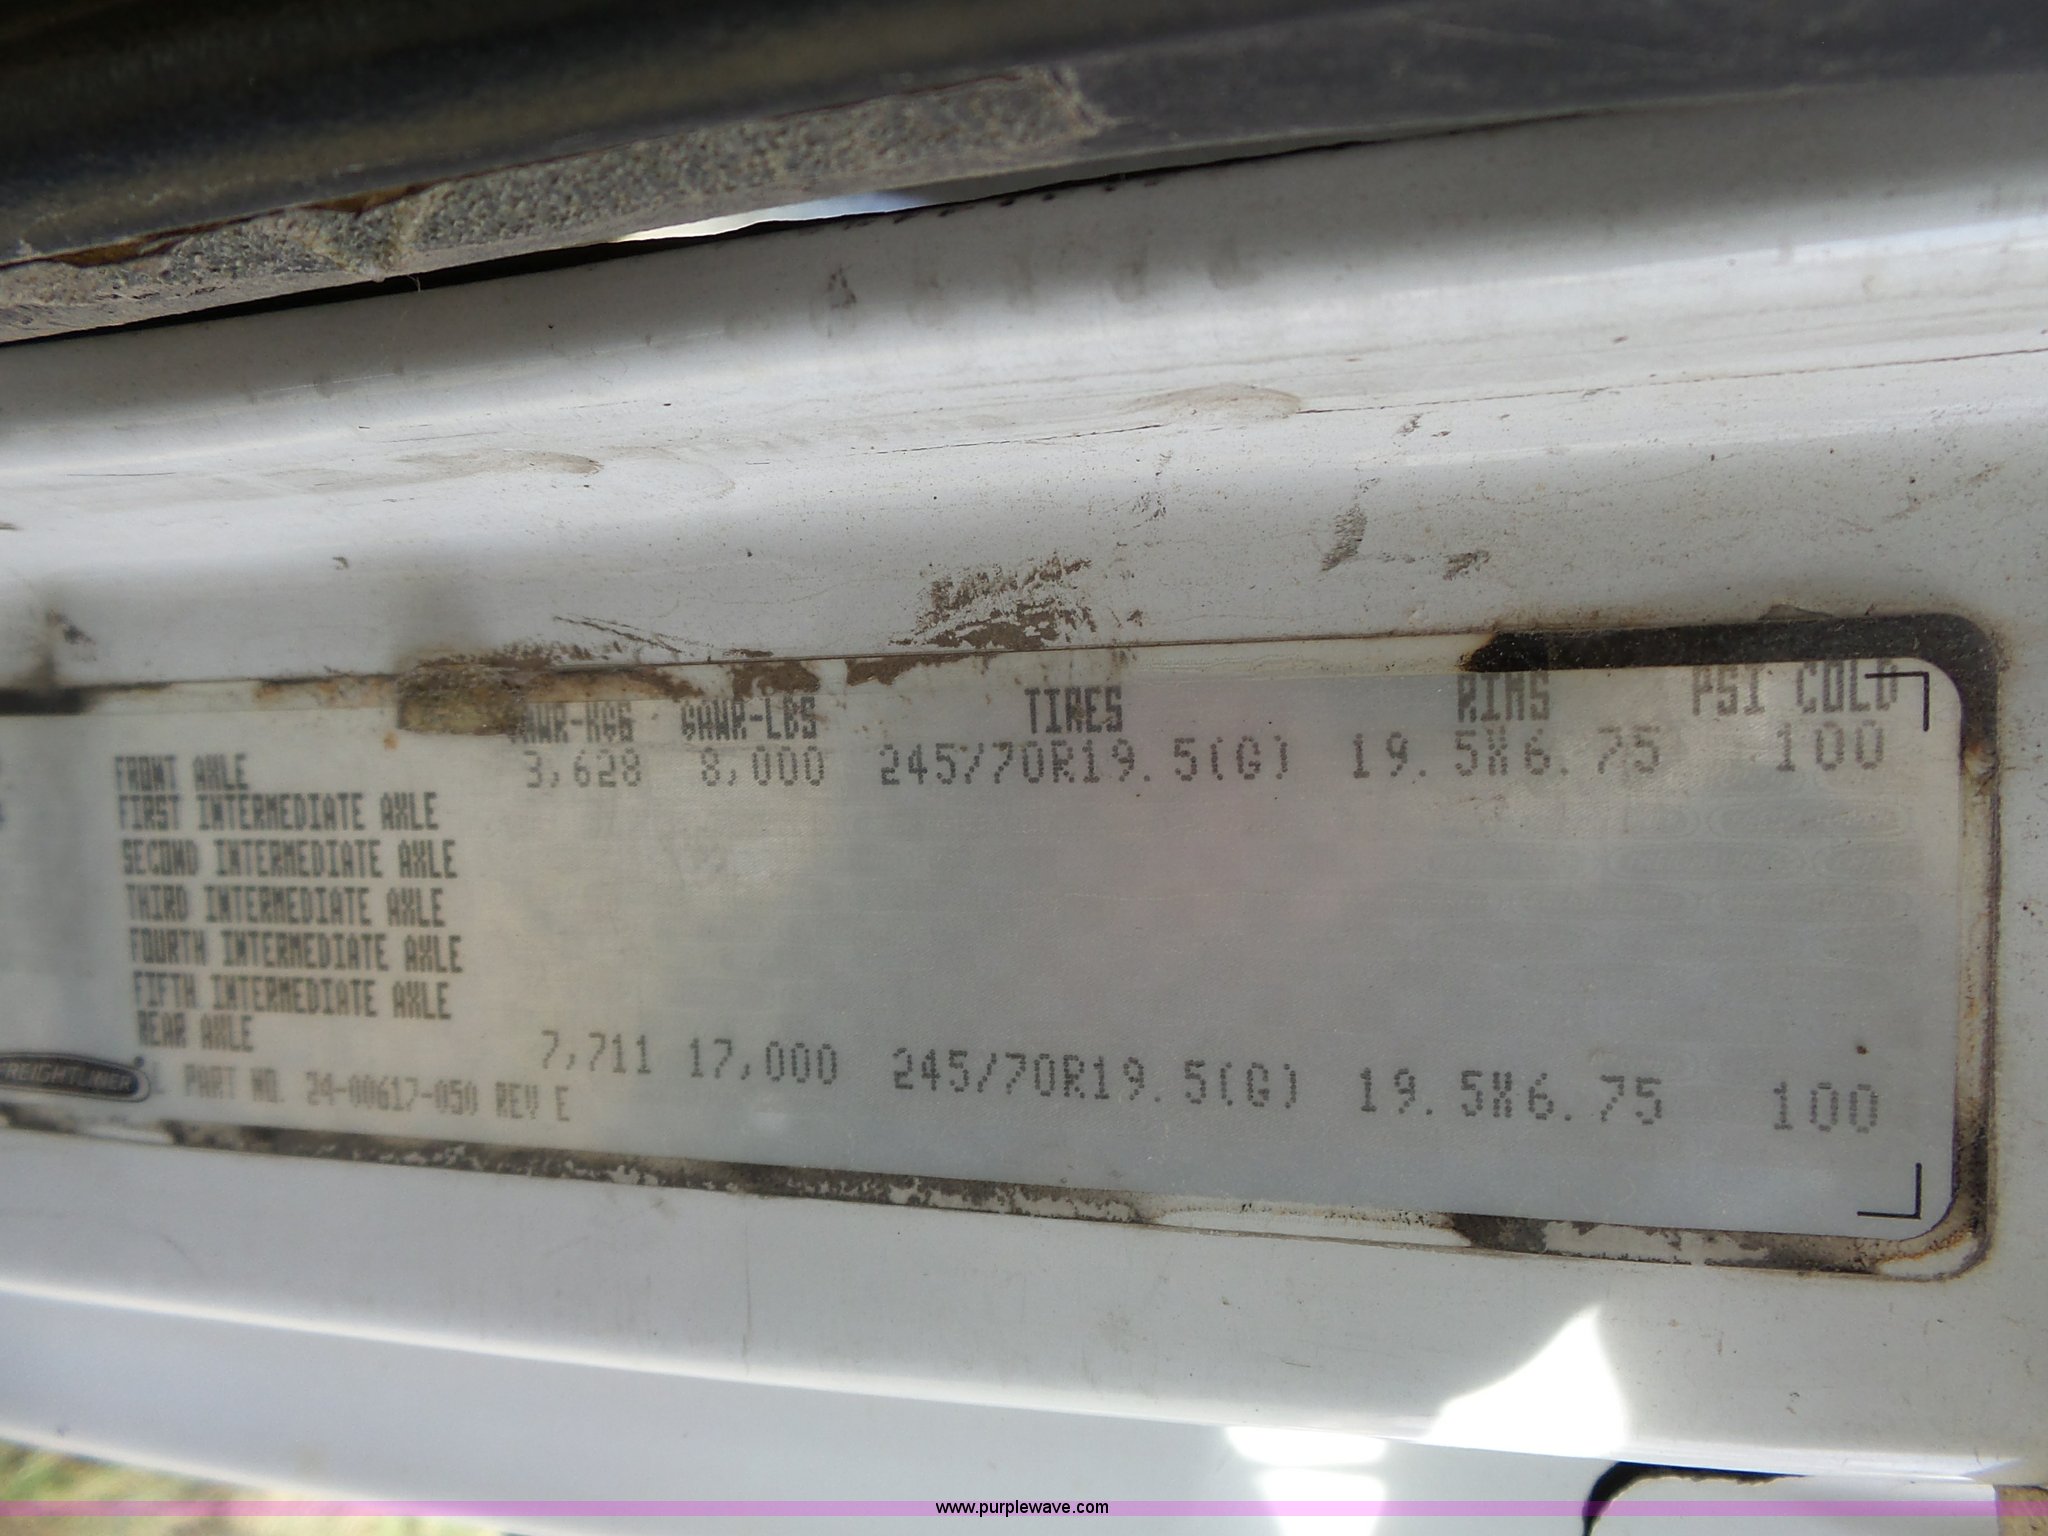 GAWR-KGS GAWR-LBS TIRES RIMS PSI COLD
FRONT AXLE 3,628 8,000 245/70R19.5(G) 19.5X6.75 100
FIRST INTERMEDIATE AXLE
SECOND INTERMEDIATE AXLE
THIRD INTERMEDIATE AXLE
FOURTH INTERMEDIATE AXLE
FIFTH INTERMEDIATE AXLE
REAR AXLE 7,711 17,000 245/70R19.5(G) 19.5X6.75 100
FREIGHTLINER PART NO. 24-00617-050 REV E
www.purplewave.com